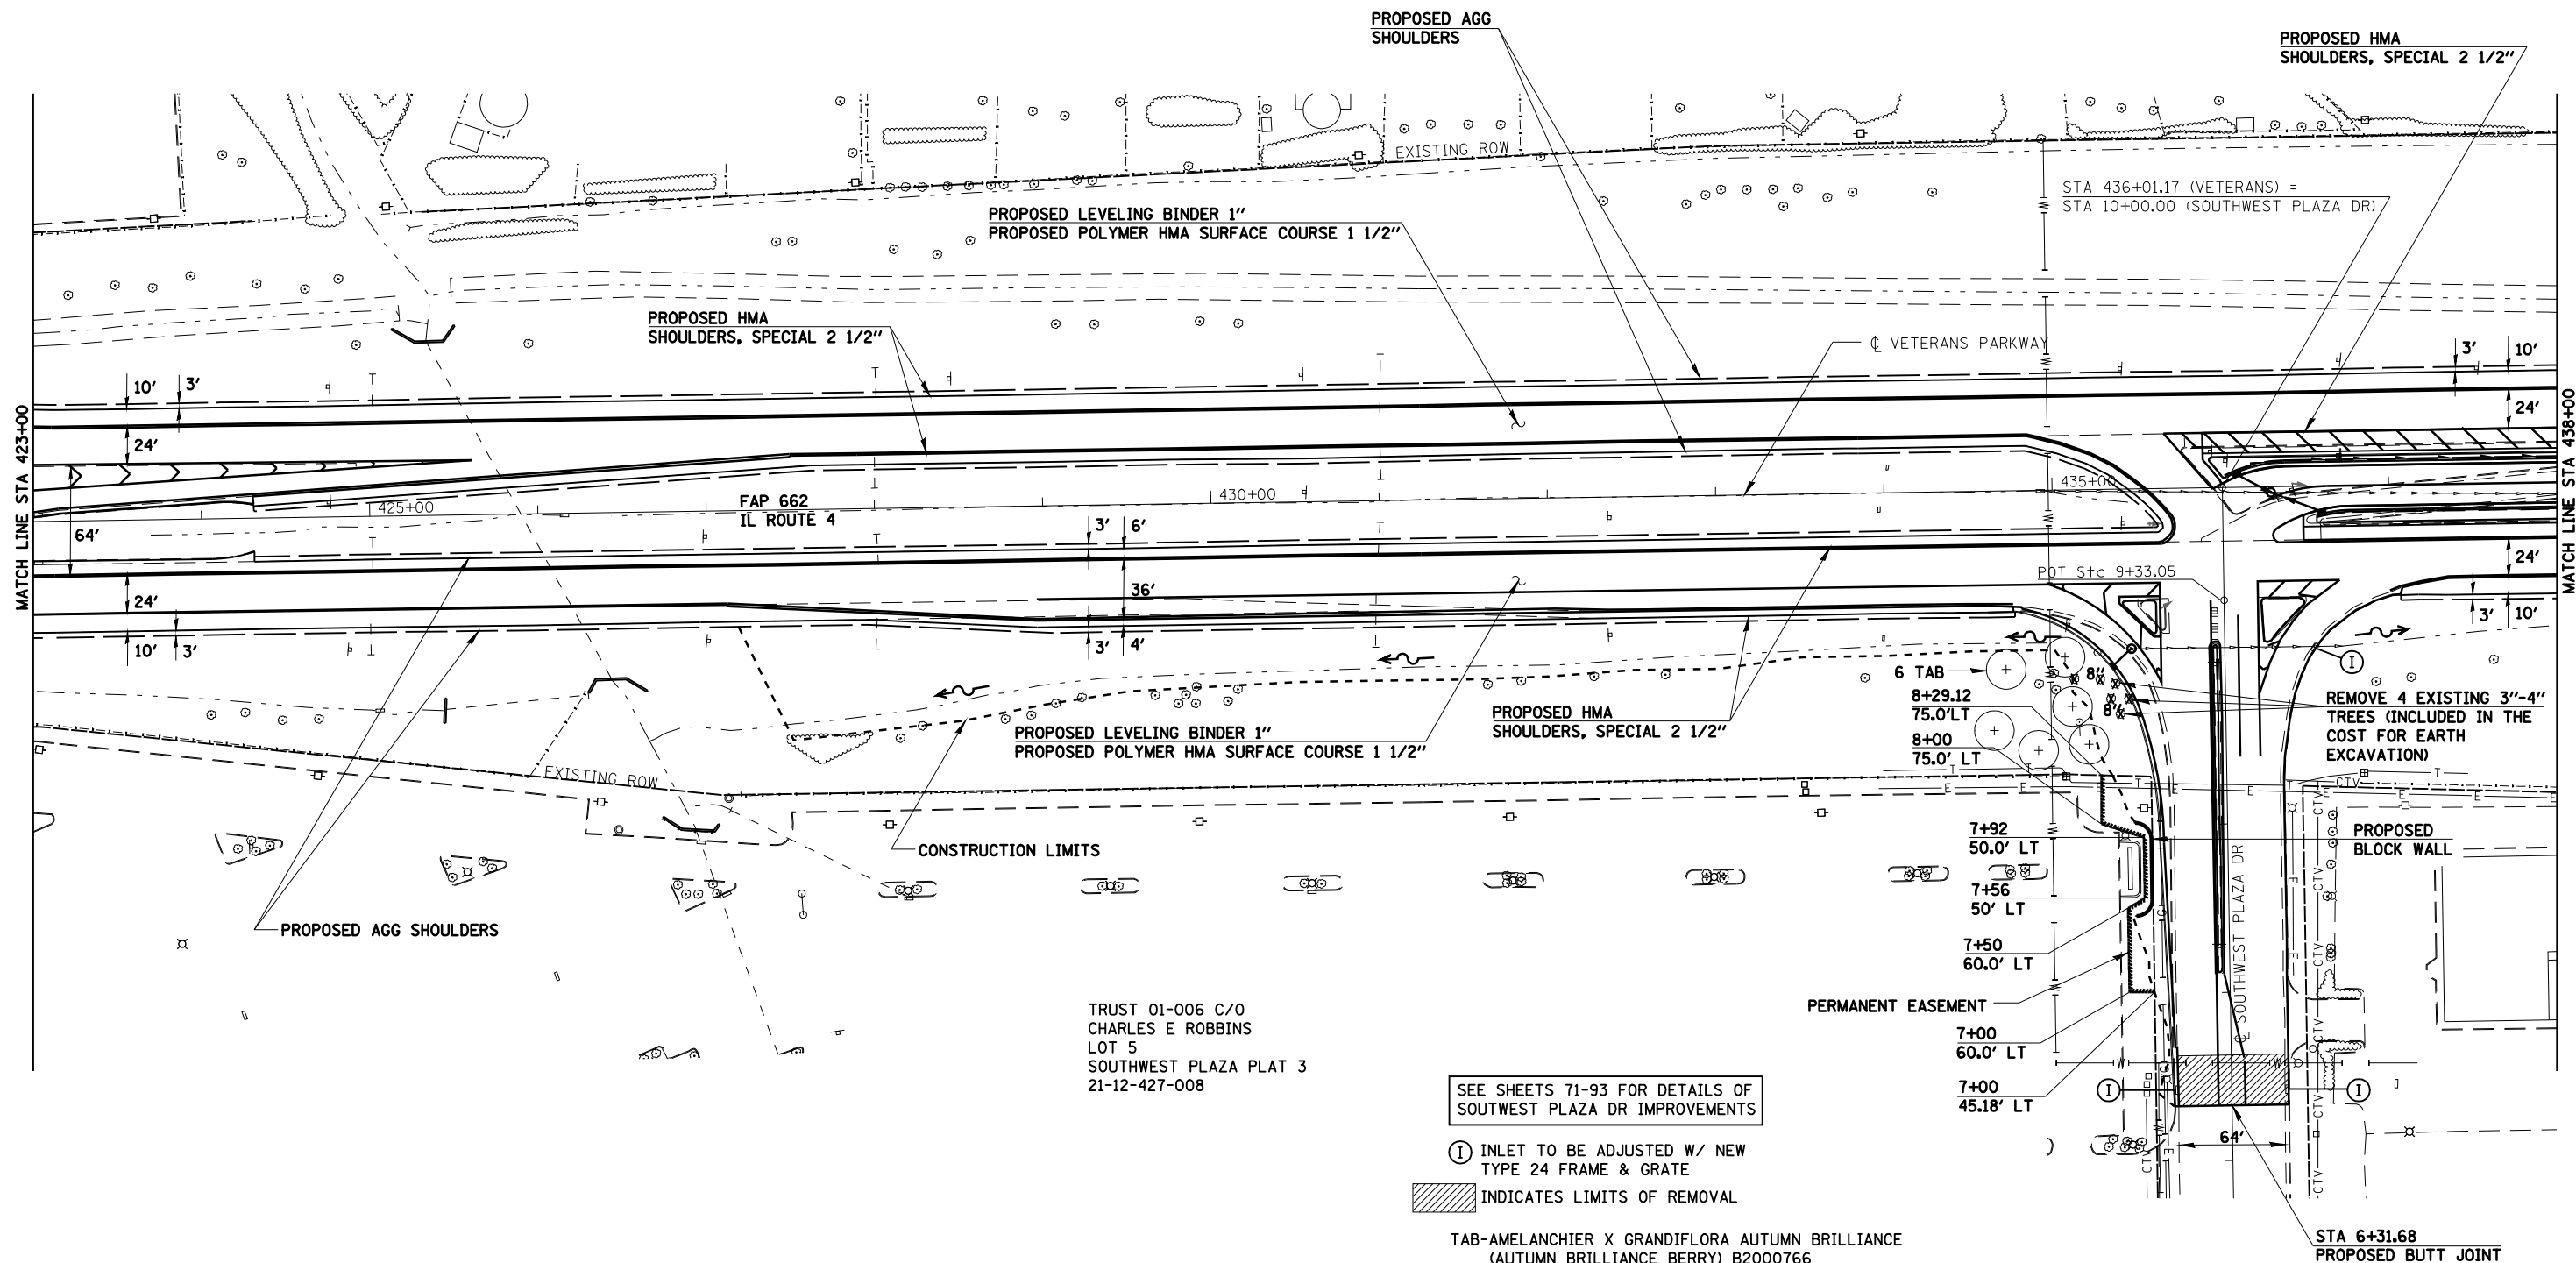 PROPOSED AGG
SHOULDERS
PROPOSED HMA
SHOULDERS, SPECIAL 2 1/2"
EXISTING ROW
STA 436+01.17 (VETERANS) =
STA 10+00.00 (SOUTHWEST PLAZA DR)
PROPOSED LEVELING BINDER 1"
PROPOSED POLYMER HMA SURFACE COURSE 1 1/2"
PROPOSED HMA
SHOULDERS, SPECIAL 2 1/2"
℄ VETERANS PARKWAY
10'
3'
3'
10'
MATCH LINE STA 423+00
MATCH LINE STA 438+00
24'
24'
64'
425+00
FAP 662
IL ROUTE 4
430+00
435+00
3'
6'
36'
24'
24'
POT Sta 9+33.05
10'
3'
3'
4'
3'
10'
6 TAB
8"
8"
8+29.12
75.0'LT
8+00
75.0' LT
REMOVE 4 EXISTING 3"-4"
TREES (INCLUDED IN THE
COST FOR EARTH
EXCAVATION)
I
PROPOSED HMA
SHOULDERS, SPECIAL 2 1/2"
PROPOSED LEVELING BINDER 1"
PROPOSED POLYMER HMA SURFACE COURSE 1 1/2"
EXISTING ROW
T
T
T
T
E
E
E
E
E
E
E
E
CTV
CONSTRUCTION LIMITS
7+92
50.0' LT
PROPOSED
BLOCK WALL
7+56
50' LT
PROPOSED AGG SHOULDERS
7+50
60.0' LT
℄ SOUTHWEST PLAZA DR
CTV
CTV
CTV
CTV
CTV
CTV
PERMANENT EASEMENT
TRUST 01-006 C/O
CHARLES E ROBBINS
LOT 5
SOUTHWEST PLAZA PLAT 3
21-12-427-008
7+00
60.0' LT
7+00
45.18' LT
W
W
W
I
I
64'
SEE SHEETS 71-93 FOR DETAILS OF
SOUTWEST PLAZA DR IMPROVEMENTS
I INLET TO BE ADJUSTED W/ NEW
TYPE 24 FRAME & GRATE
INDICATES LIMITS OF REMOVAL
CTV
CTV
TAB-AMELANCHIER X GRANDIFLORA AUTUMN BRILLIANCE
(AUTUMN BRILLIANCE BERRY) B2000766
STA 6+31.68
PROPOSED BUTT JOINT